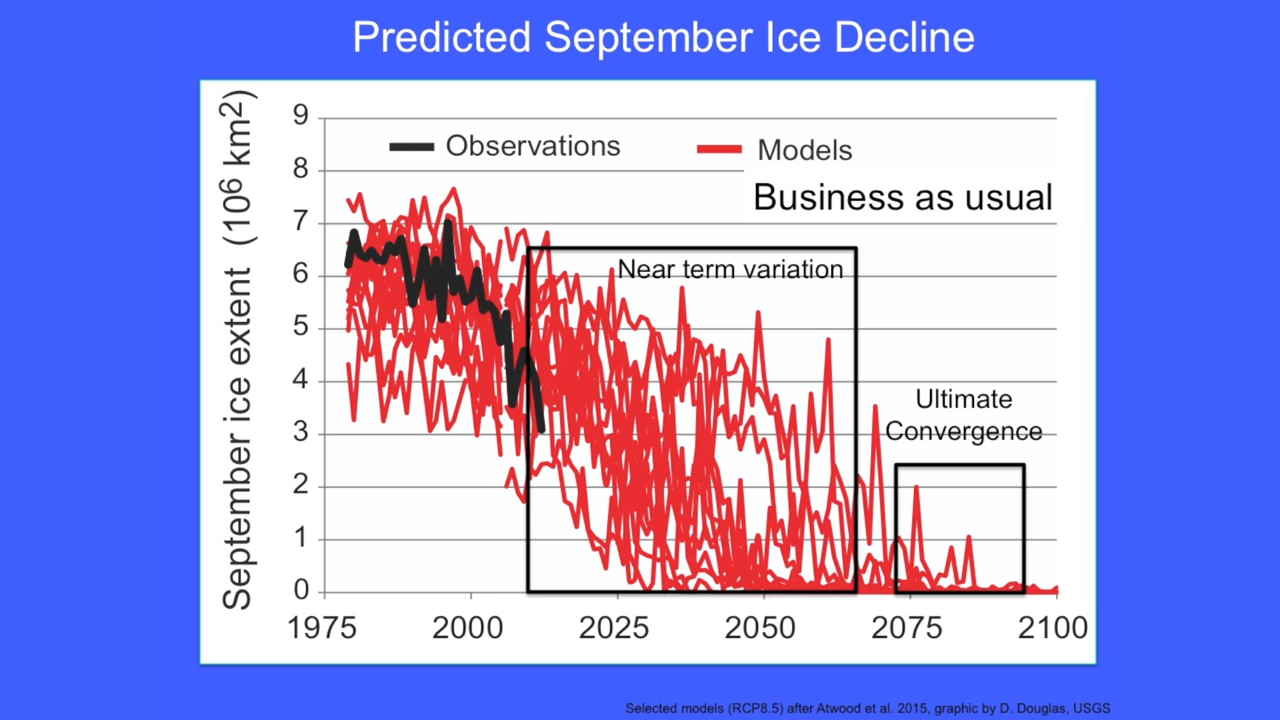 Predicted September Ice Decline
September ice extent (10⁶ km²)
9
8
7
6
5
4
3
2
1
0
Observations
Models
Business as usual
Near term variation
Ultimate
Convergence
1975 2000 2025 2050 2075 2100
Selected models (RCP8.5) after Atwood et al. 2015, graphic by D. Douglas, USGS